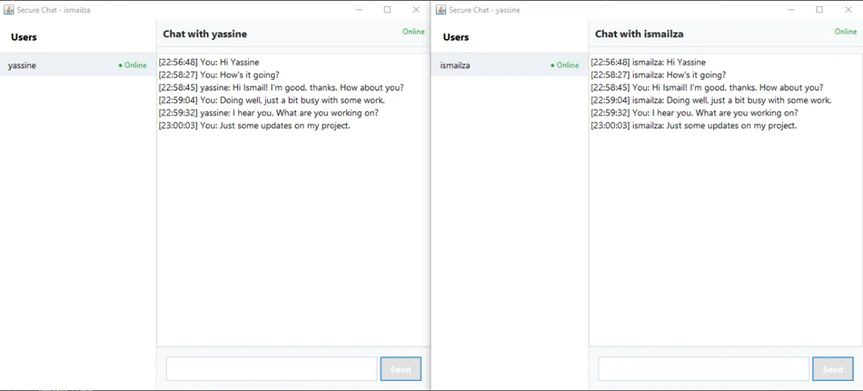 Secure Chat - ismailza
Users
Chat with yassine
Online
yassine
Online
[22:56:48] You: Hi Yassine
[22:58:27] You: How's it going?
[22:58:45] yassine: Hi Ismail! I'm good, thanks. How about you?
[22:59:04] You: Doing well, just a bit busy with some work.
[22:59:32] yassine: I hear you. What are you working on?
[23:00:03] You: Just some updates on my project.
Send
Secure Chat - yassine
Users
Chat with ismailza
Online
ismailza
Online
[22:56:48] ismailza: Hi Yassine
[22:58:27] ismailza: How's it going?
[22:58:45] You: Hi Ismail! I'm good, thanks. How about you?
[22:59:04] ismailza: Doing well, just a bit busy with some work.
[22:59:32] You: I hear you. What are you working on?
[23:00:03] ismailza: Just some updates on my project.
Send